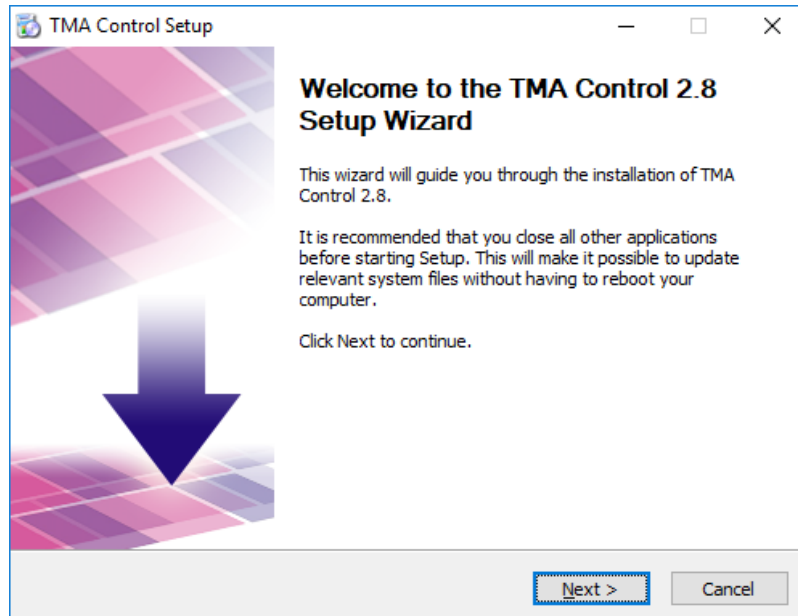 TMA Control Setup
Welcome to the TMA Control 2.8
Setup Wizard
This wizard will guide you through the installation of TMA
Control 2.8.
It is recommended that you close all other applications
before starting Setup. This will make it possible to update
relevant system files without having to reboot your
computer.
Click Next to continue.
Next >
Cancel